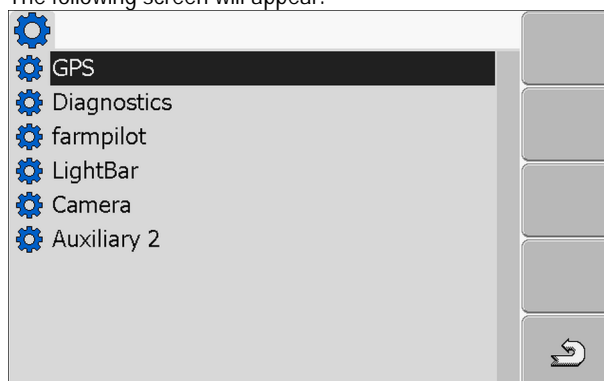 The following screen will appear:
GPS
Diagnostics
farmpilot
LightBar
Camera
Auxiliary 2